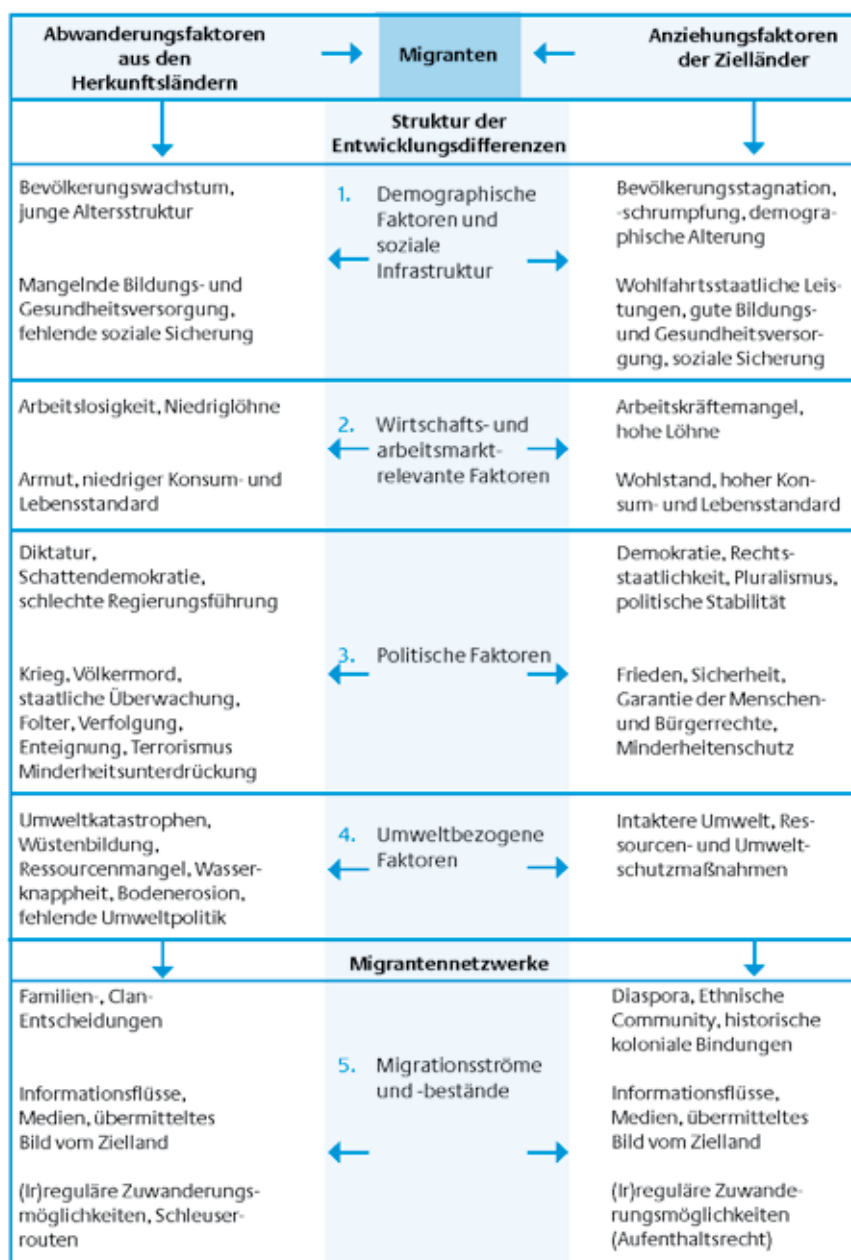 Abwanderungsfaktoren
aus den
Herkunftsländern
Migranten
Anziehungsfaktoren
der Zielländer
Struktur der
Entwicklungsdifferenzen
Bevölkerungswachstum,
junge Altersstruktur
Mangelnde Bildungs- und
Gesundheitsversorgung,
fehlende soziale Sicherung
1. Demographische
Faktoren und
soziale
Infrastruktur
Bevölkerungsstagnation,
-schrumpfung, demogra-
phische Alterung
Wohlfahrtsstaatliche Leis-
tungen, gute Bildungs-
und Gesundheitsversor-
gung, soziale Sicherung
Arbeitslosigkeit, Niedriglöhne
Armut, niedriger Konsum- und
Lebensstandard
2. Wirtschafts- und
arbeitsmarkt-
relevante Faktoren
Arbeitskräftemangel,
hohe Löhne
Wohlstand, hoher Kon-
sum- und Lebensstandard
Diktatur,
Schattendemokratie,
schlechte Regierungsführung
Krieg, Völkermord,
staatliche Überwachung,
Folter, Verfolgung,
Enteignung, Terrorismus
Minderheitsunterdrückung
3. Politische Faktoren
Demokratie, Rechts-
staatlichkeit, Pluralismus,
politische Stabilität
Frieden, Sicherheit,
Garantie der Menschen-
und Bürgerrechte,
Minderheitenschutz
Umweltkatastrophen,
Wüstenbildung,
Ressourcenmangel, Wasser-
knappheit, Bodenerosion,
fehlende Umweltpolitik
4. Umweltbezogene
Faktoren
Intaktere Umwelt, Res-
sourcen- und Umwelt-
schutzmaßnahmen
Migrantennetzwerke
Familien-, Clan-
Entscheidungen
Informationsflüsse,
Medien, übermitteltes
Bild vom Zielland
(Ir)reguläre Zuwanderungs-
möglichkeiten, Schleuser-
routen
5. Migrationsströme
und -bestände
Diaspora, Ethnische
Community, historische
koloniale Bindungen
Informationsflüsse,
Medien, übermitteltes
Bild vom Zielland
(Ir)reguläre Zuwande-
rungsmöglichkeiten
(Aufenthaltsrecht)